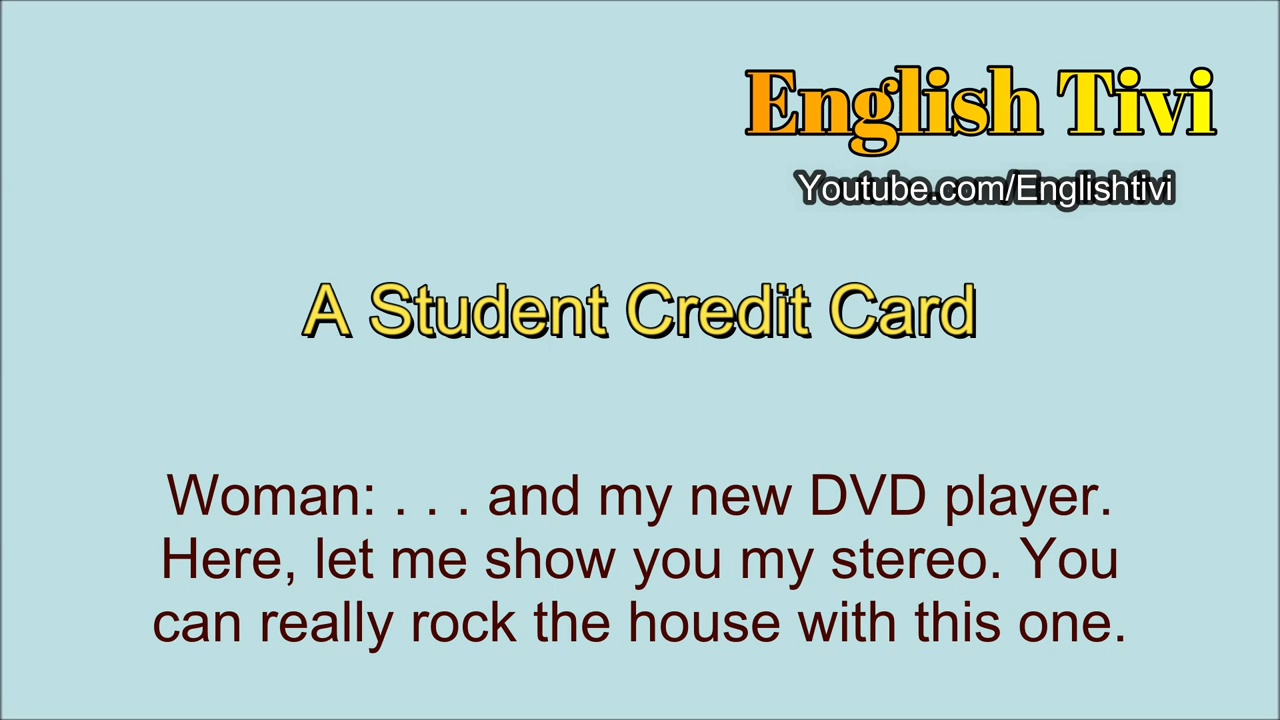 English Tivi
Youtube.com/Englishtivi
A Student Credit Card
Woman: . . . and my new DVD player.
Here, let me show you my stereo. You
can really rock the house with this one.